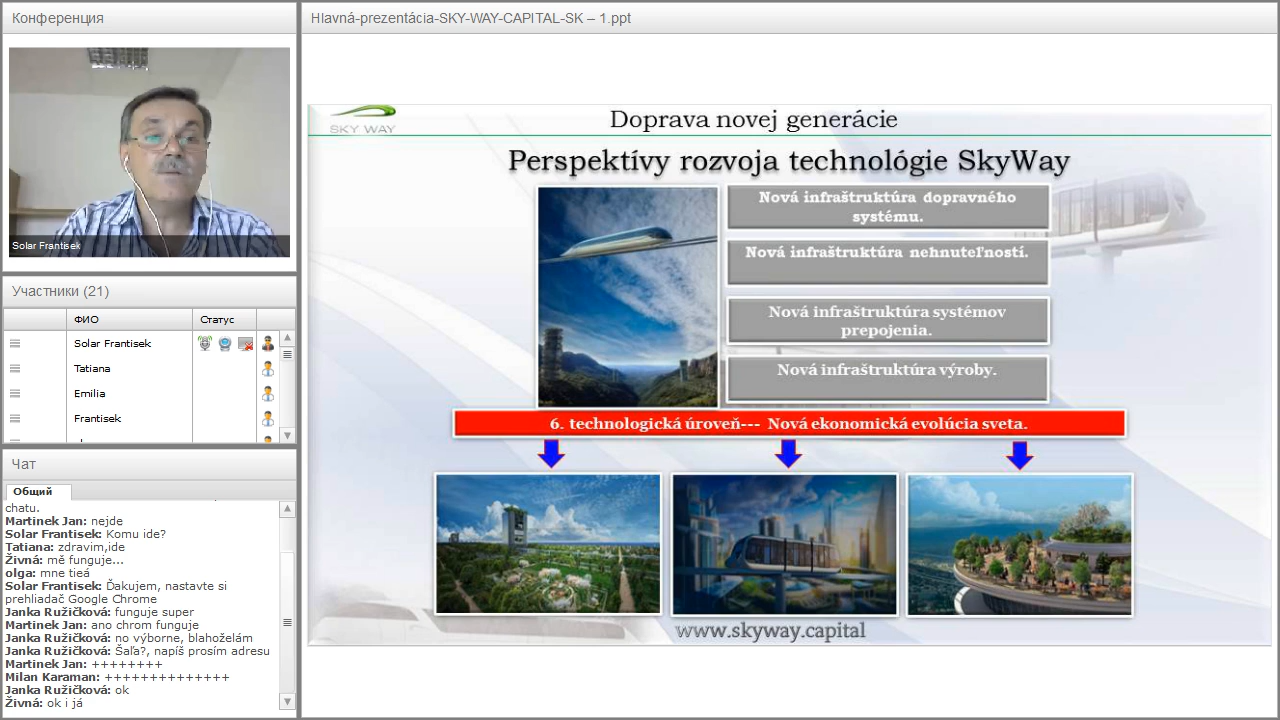 Конференция
Solar Frantisek
Участники (21)
ФИО Статус
Solar Frantisek
Tatiana
Emilia
Frantisek
Чат
Общий
chatu.
Martinek Jan: nejde
Solar Frantisek: Komu ide?
Tatiana: zdravim,ide
Živná: mě funguje...
olga: mne tieá
Solar Frantisek: Ďakujem, nastavte si
prehliadač Google Chrome
Janka Ružičková: funguje super
Martinek Jan: ano chrom funguje
Janka Ružičková: no výborne, blahoželám
Janka Ružičková: Šaľa?, napíš prosím adresu
Martinek Jan: ++++++++
Milan Karaman: ++++++++++++++
Janka Ružičková: ok
Živná: ok i já
Hlavná-prezentácia-SKY-WAY-CAPITAL-SK – 1.ppt
SKY WAY
Doprava novej generácie
Perspektívy rozvoja technológie SkyWay
Nová infraštruktúra dopravného
systému.
Nová infraštruktúra nehnuteľností.
Nová infraštruktúra systémov
prepojenia.
Nová infraštruktúra výroby.
6. technologická úroveň--- Nová ekonomická evolúcia sveta.
www.skyway.capital